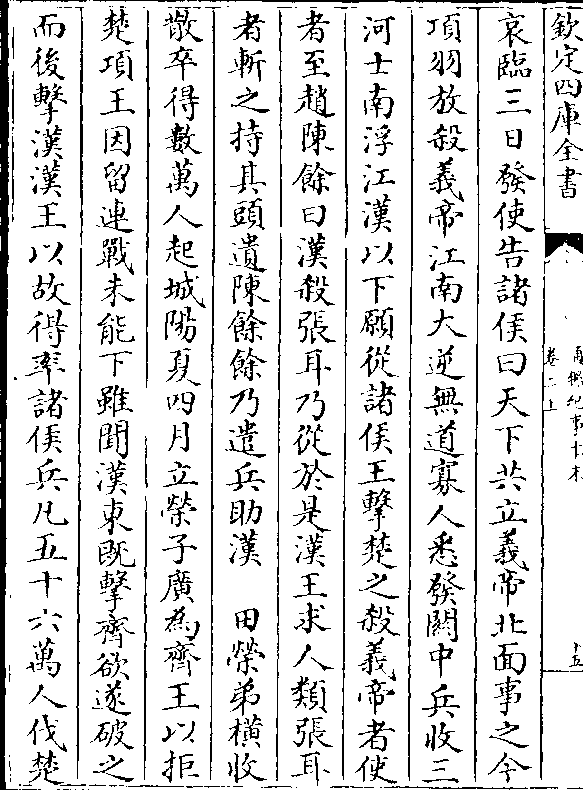 欽定四庫全書
通鑑紀事本末
卷二上
十五
哀臨三日發使告諸侯曰天下共立義帝北面事之今
項羽放殺義帝江南大逆無道寡人悉發關中兵收三
河士南浮江漢以下願從諸侯王擊楚之殺義帝者使
者至趙陳餘曰漢殺張耳乃從於是漢王求人類張耳
者斬之持其頭遺陳餘餘乃遣兵助漢　田榮弟橫收
散卒得數萬人起城陽夏四月立榮子廣為齊王以拒
楚項王因留連戰未能下雖聞漢東既擊齊欲遂破之
而後擊漢漢王以故得率諸侯兵凡五十六萬人伐楚